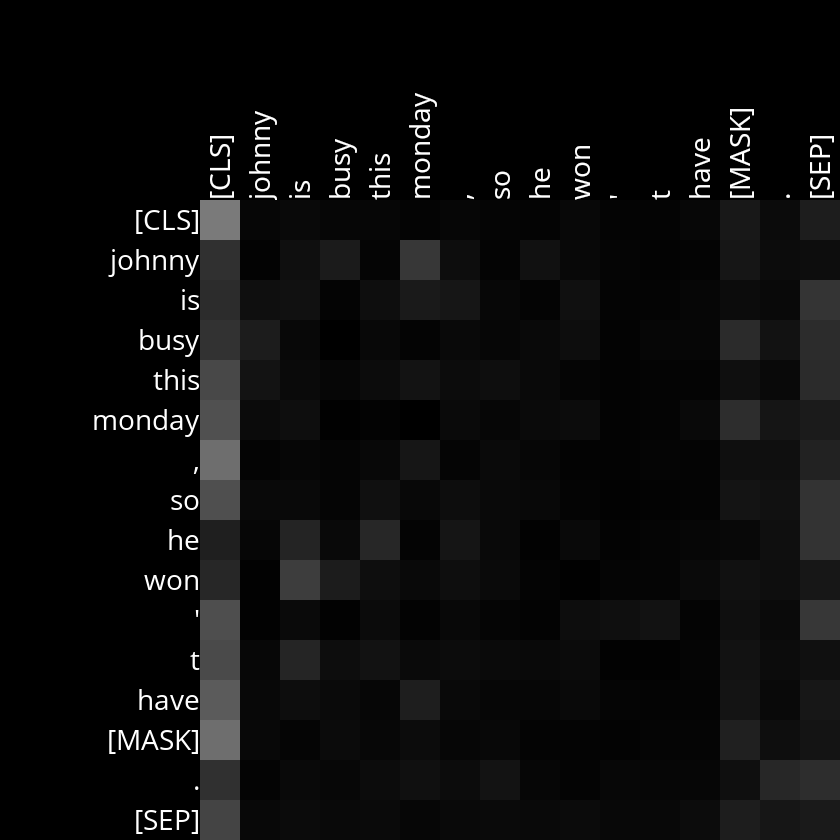 [CLS] johnny is busy this monday , so he won ' t have [MASK] . [SEP]
[CLS]
johnny
is
busy
this
monday
,
so
he
won
'
t
have
[MASK]
.
[SEP]